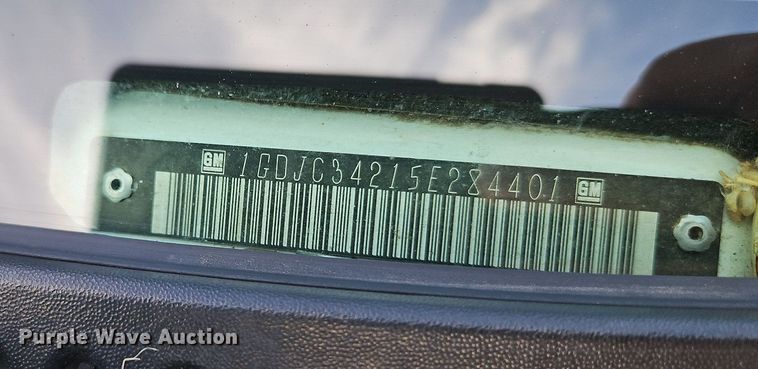 GM 1GDJC34215E284401 GM
Purple Wave Auction